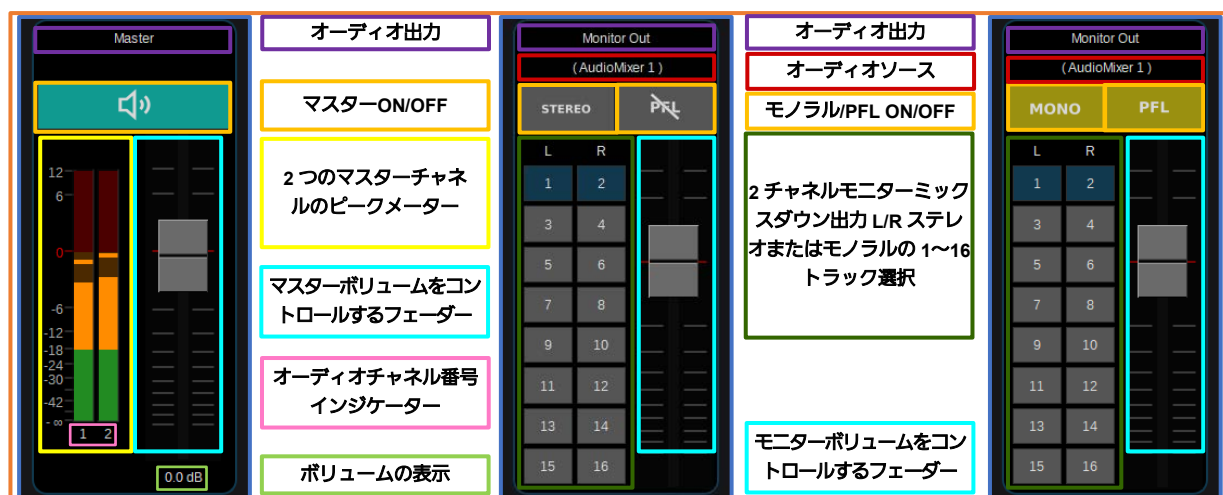 Master
12
6
0
-6
-12
-18
-24
-30
-42
- ∞
1 2
0.0 dB
オーディオ出力
マスターON/OFF
2 つのマスターチャネ
ルのピークメーター
マスターボリュームをコン
トロールするフェーダー
オーディオチャネル番号
インジケーター
ボリュームの表示
Monitor Out
( AudioMixer 1 )
STEREO PFL
L R
1 2
3 4
5 6
7 8
9 10
11 12
13 14
15 16
オーディオ出力
オーディオソース
モノラル/PFL ON/OFF
2 チャネルモニターミック
スダウン出力 L/R ステレ
オまたはモノラルの 1～16
トラック選択
モニターボリュームをコン
トロールするフェーダー
Monitor Out
( AudioMixer 1 )
MONO PFL
L R
1 2
3 4
5 6
7 8
9 10
11 12
13 14
15 16